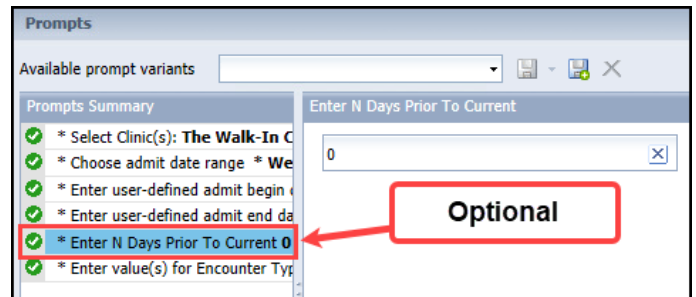 Prompts
Available prompt variants
Prompts Summary
Enter N Days Prior To Current
* Select Clinic(s): The Walk-In C
* Choose admit date range * We
* Enter user-defined admit begin
* Enter user-defined admit end da
* Enter N Days Prior To Current 0
* Enter value(s) for Encounter Typ
0
Optional